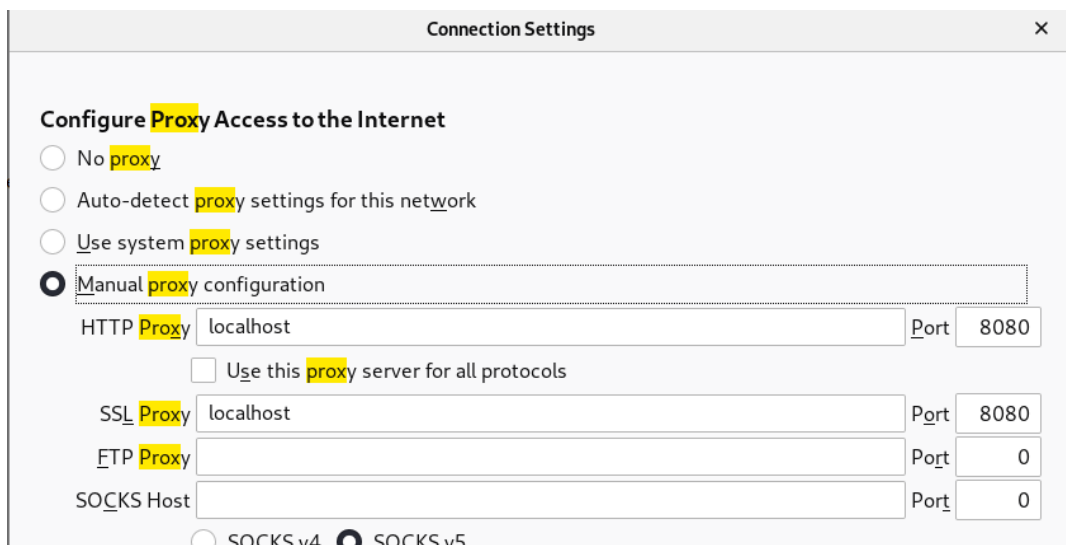 Connection Settings ×
Configure Proxy Access to the Internet
No proxy
Auto-detect proxy settings for this network
Use system proxy settings
Manual proxy configuration
HTTP Proxy localhost Port 8080
Use this proxy server for all protocols
SSL Proxy localhost Port 8080
FTP Proxy Port 0
SOCKS Host Port 0
SOCKS v4 SOCKS v5